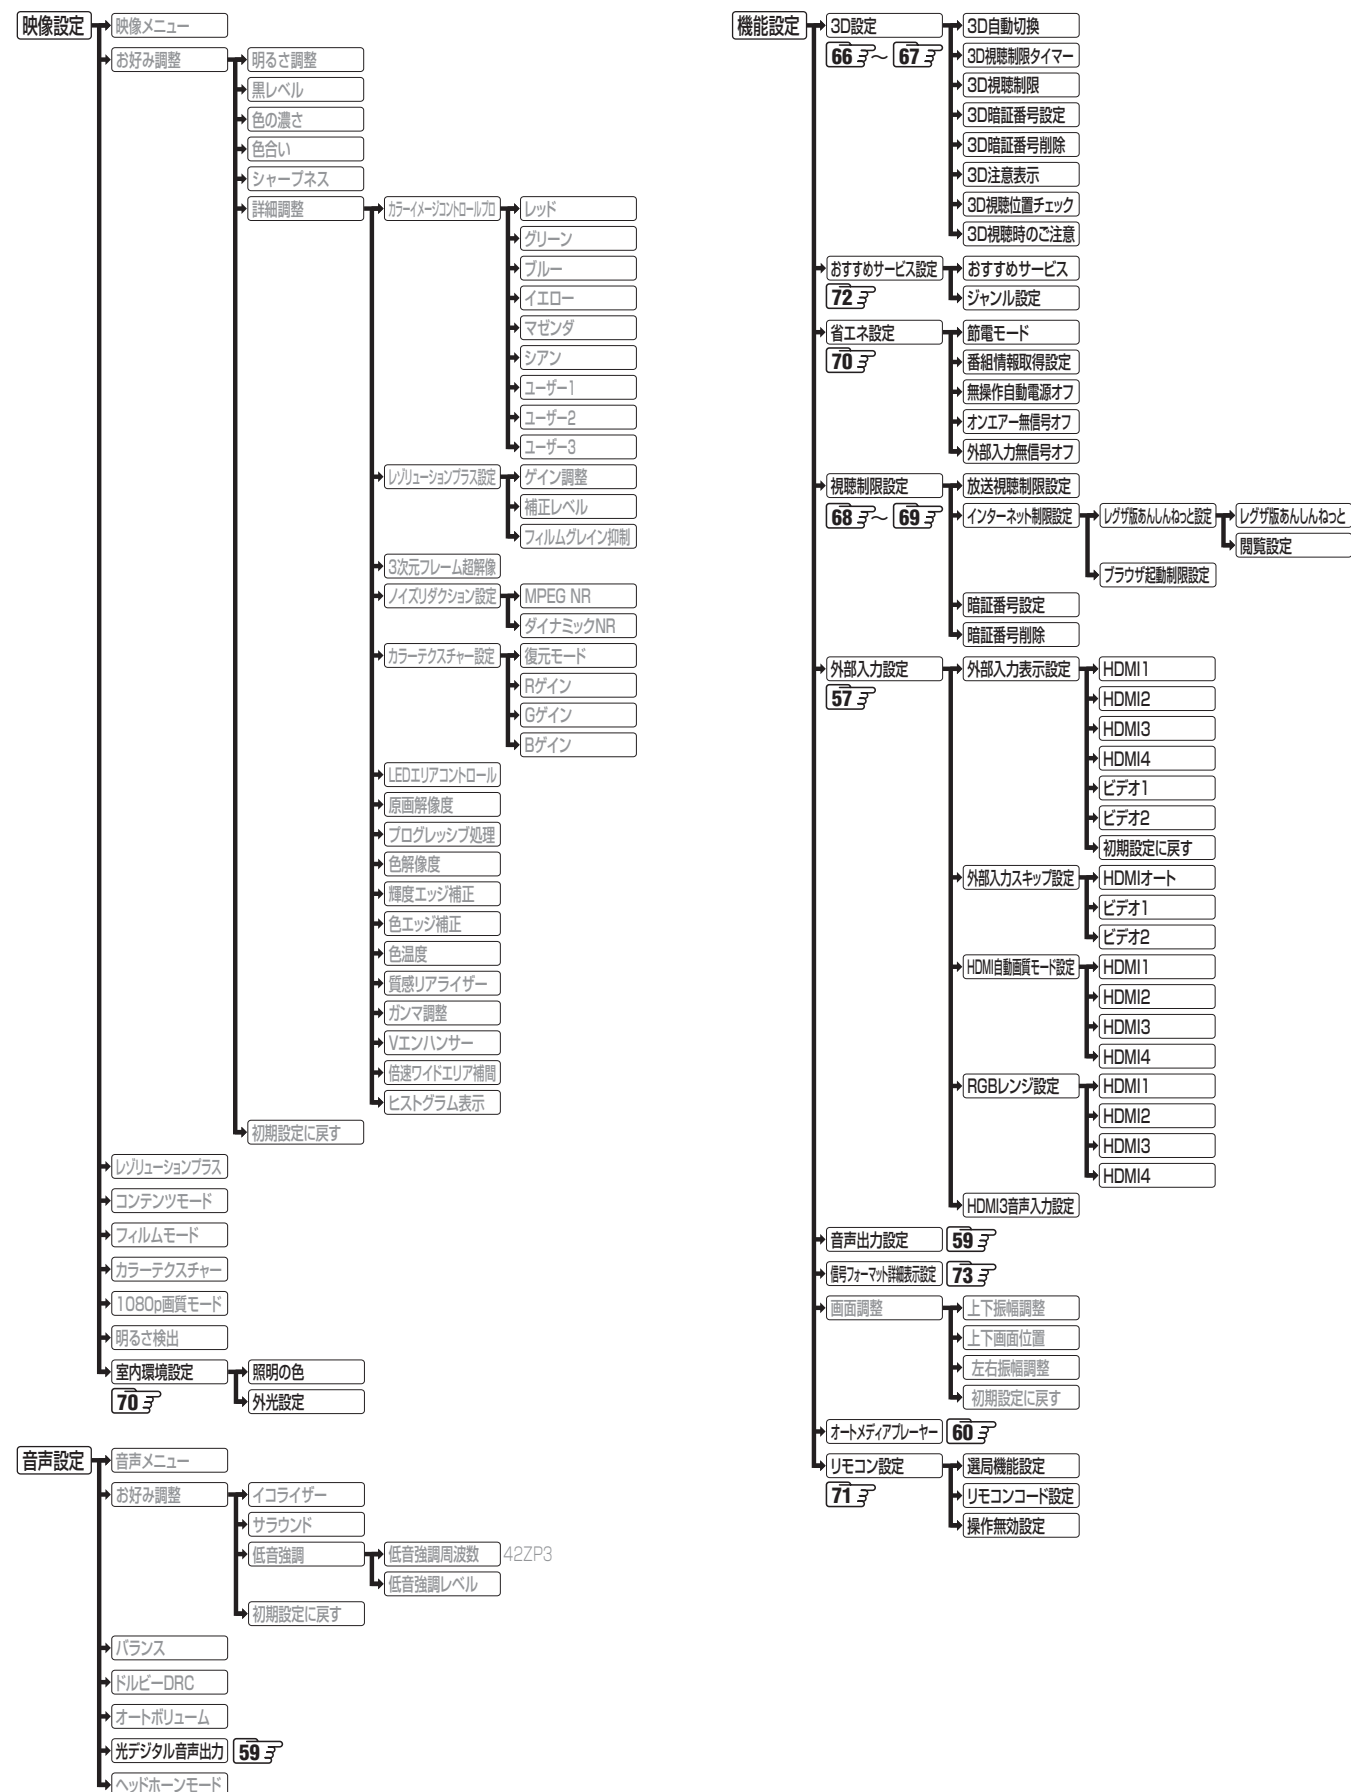 映像設定
映像メニュー
お好み調整
明るさ調整
黒レベル
色の濃さ
色合い
シャープネス
詳細調整
カラーイメージコントロールプロ
レッド
グリーン
ブルー
イエロー
マゼンダ
シアン
ユーザー1
ユーザー2
ユーザー3
レゾリューションプラス設定
ゲイン調整
補正レベル
フィルムグレイン抑制
3次元フレーム超解像
ノイズリダクション設定
MPEG NR
ダイナミックNR
カラーテクスチャー設定
復元モード
Rゲイン
Gゲイン
Bゲイン
LEDエリアコントロール
原画解像度
プログレッシブ処理
色解像度
輝度エッジ補正
色エッジ補正
色温度
質感リアライザー
ガンマ調整
Vエンハンサー
倍速ワイドエリア補間
ヒストグラム表示
初期設定に戻す
レゾリューションプラス
コンテンツモード
フィルムモード
カラーテクスチャー
1080p画質モード
明るさ検出
室内環境設定
70
照明の色
外光設定
音声設定
音声メニュー
お好み調整
イコライザー
サラウンド
低音強調
低音強調周波数 42ZP3
低音強調レベル
初期設定に戻す
バランス
ドルビーDRC
オートボリューム
光デジタル音声出力 59
ヘッドホーンモード
機能設定
3D設定
66～67
3D自動切換
3D視聴制限タイマー
3D視聴制限
3D暗証番号設定
3D暗証番号削除
3D注意表示
3D視聴位置チェック
3D視聴時のご注意
おすすめサービス設定
72
おすすめサービス
ジャンル設定
省エネ設定
70
節電モード
番組情報取得設定
無操作自動電源オフ
オンエアー無信号オフ
外部入力無信号オフ
視聴制限設定
68～69
放送視聴制限設定
インターネット制限設定
レグザ版あんしんねっと設定
レグザ版あんしんねっと
閲覧設定
ブラウザ起動制限設定
暗証番号設定
暗証番号削除
外部入力設定
57
外部入力表示設定
HDMI1
HDMI2
HDMI3
HDMI4
ビデオ1
ビデオ2
初期設定に戻す
外部入力スキップ設定
HDMIオート
ビデオ1
ビデオ2
HDMI自動画質モード設定
HDMI1
HDMI2
HDMI3
HDMI4
RGBレンジ設定
HDMI1
HDMI2
HDMI3
HDMI4
HDMI3音声入力設定
音声出力設定 59
信号フォーマット詳細表示設定 73
画面調整
上下振幅調整
上下画面位置
左右振幅調整
初期設定に戻す
オートメディアプレーヤー 60
リモコン設定
71
選局機能設定
リモコンコード設定
操作無効設定